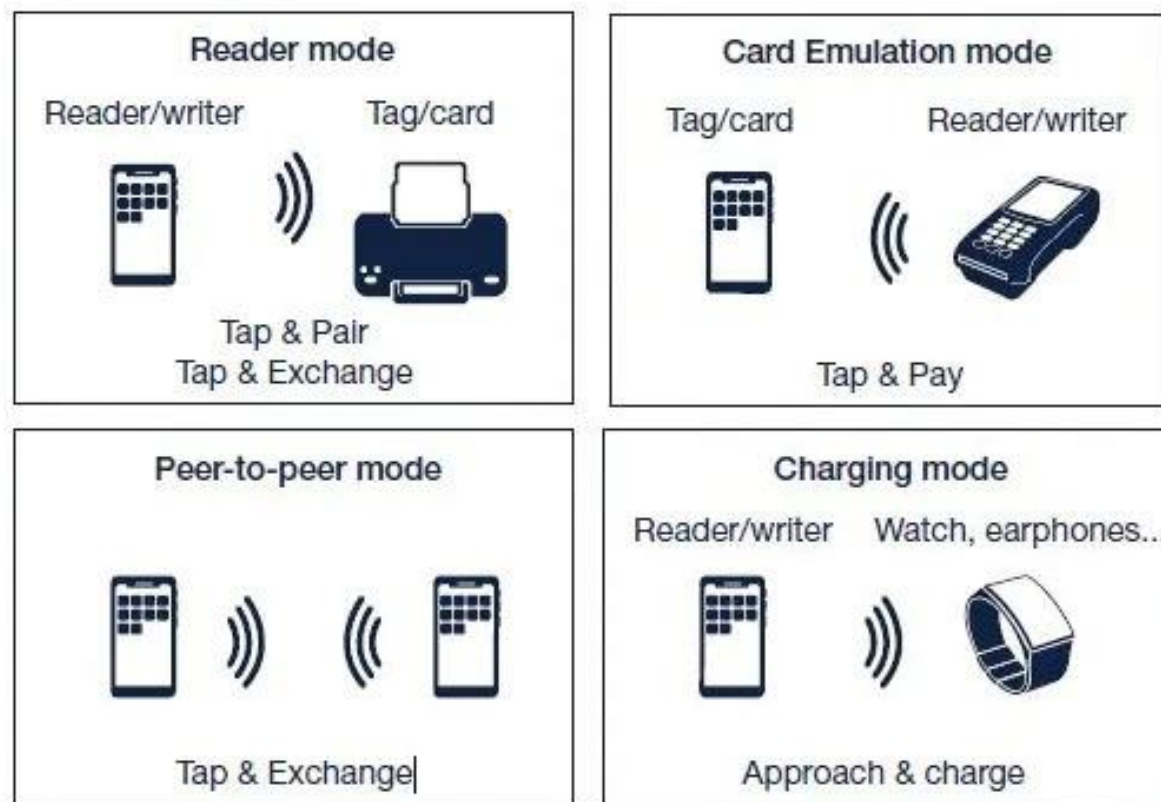 Reader mode
Reader/writer Tag/card
Tap & Pair
Tap & Exchange
Card Emulation mode
Tag/card Reader/writer
Tap & Pay
Peer-to-peer mode
Tap & Exchange
Charging mode
Reader/writer Watch, earphones...
Approach & charge